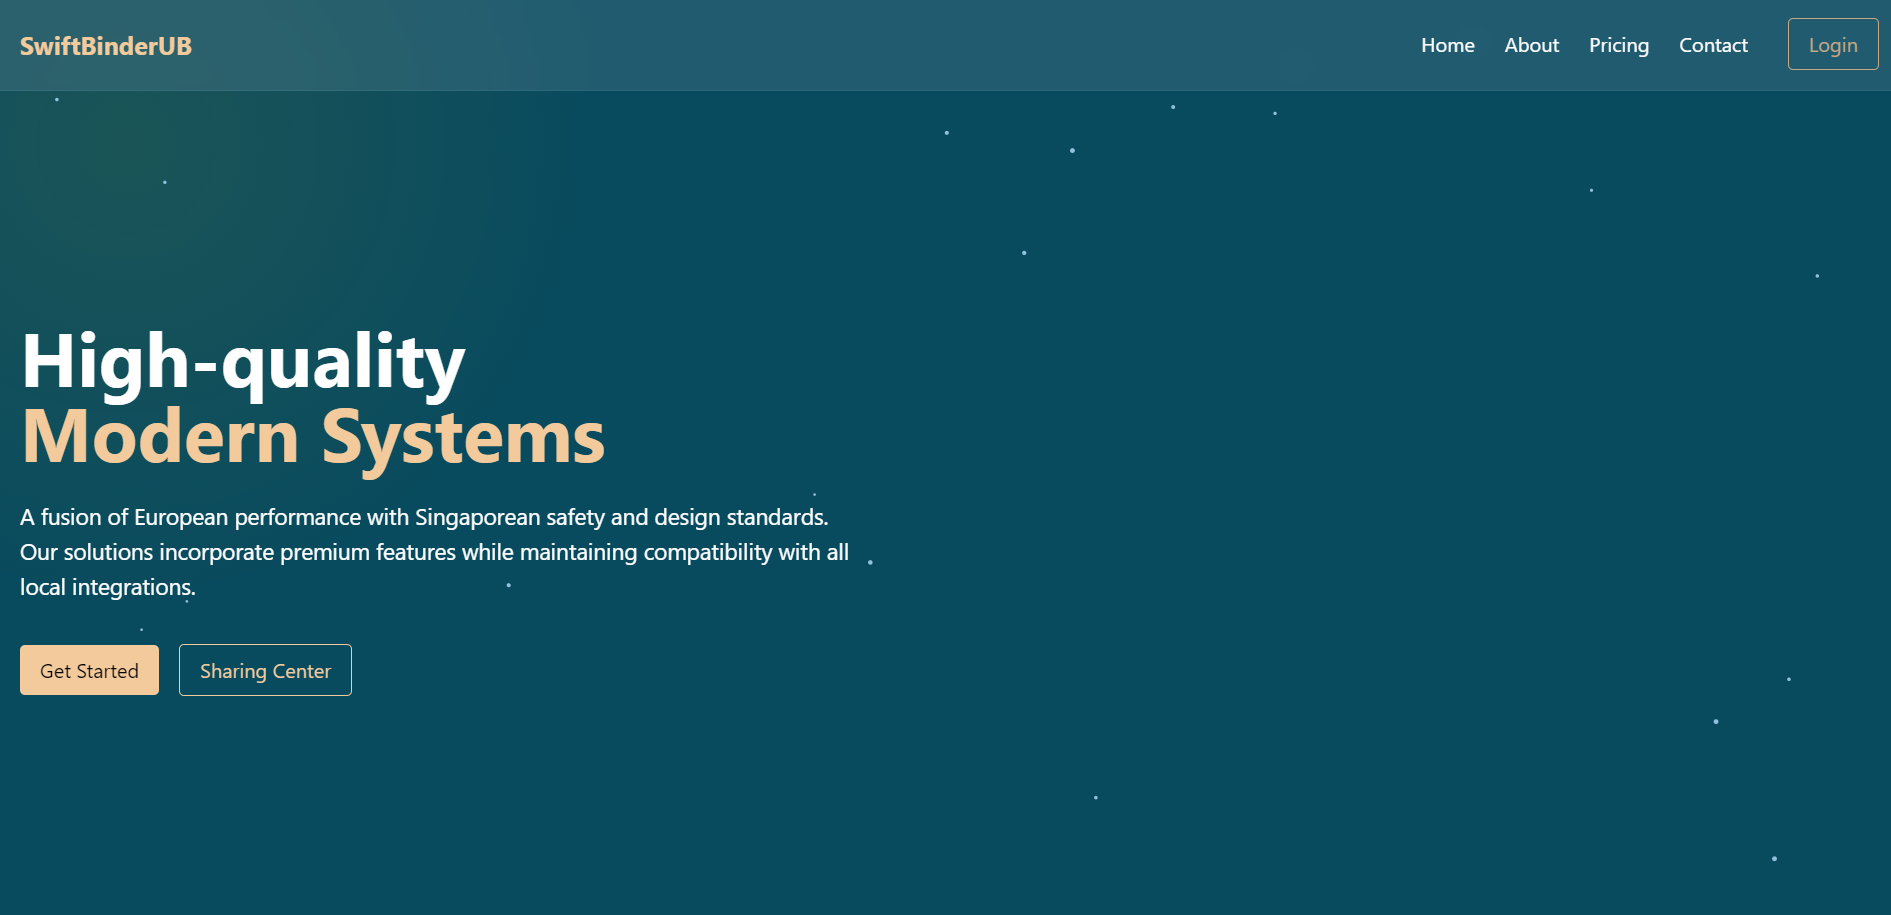 SwiftBinderUB
Home
About
Pricing
Contact
Login
High-quality
Modern Systems
A fusion of European performance with Singaporean safety and design standards.
Our solutions incorporate premium features while maintaining compatibility with all
local integrations.
Get Started
Sharing Center